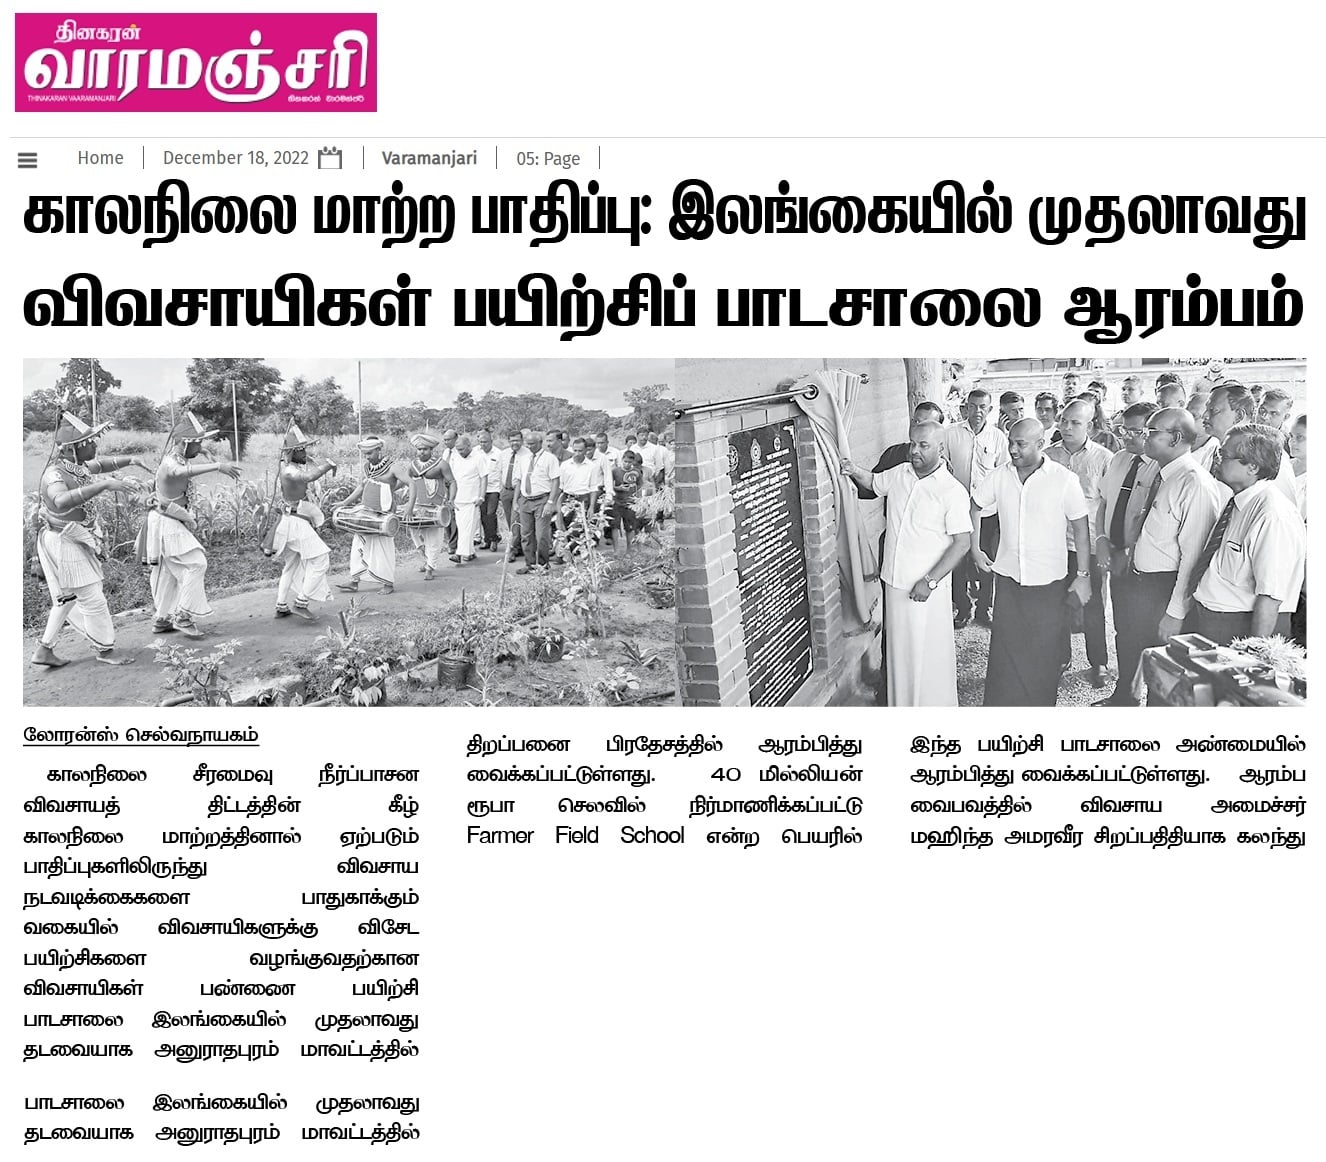 தினகரன்
வாரமஞ்சரி
THINAKARAN VAARAMANJARI
Home
December 18, 2022
Varamanjari
05: Page
காலநிலை மாற்ற பாதிப்பு: இலங்கையில் முதலாவது
விவசாயிகள் பயிற்சிப் பாடசாலை ஆரம்பம்
லோரன்ஸ் செல்வநாயகம்
காலநிலை சீரமைவு நீர்ப்பாசன
விவசாயத் திட்டத்தின் கீழ்
காலநிலை மாற்றத்தினால் ஏற்படும்
பாதிப்புகளிலிருந்து விவசாய
நடவடிக்கைகளை பாதுகாக்கும்
வகையில் விவசாயிகளுக்கு விசேட
பயிற்சிகளை வழங்குவதற்கான
விவசாயிகள் பண்ணை பயிற்சி
பாடசாலை இலங்கையில் முதலாவது
தடவையாக அனுராதபுரம் மாவட்டத்தில்
பாடசாலை இலங்கையில் முதலாவது
தடவையாக அனுராதபுரம் மாவட்டத்தில்
திறப்பனை பிரதேசத்தில் ஆரம்பித்து
வைக்கப்பட்டுள்ளது. 40 மில்லியன்
ரூபா செலவில் நிர்மாணிக்கப்பட்டு
Farmer Field School என்ற பெயரில்
இந்த பயிற்சி பாடசாலை அண்மையில்
ஆரம்பித்து வைக்கப்பட்டுள்ளது. ஆரம்ப
வைபவத்தில் விவசாய அமைச்சர்
மஹிந்த அமரவீர சிறப்பதிதியாக கலந்து